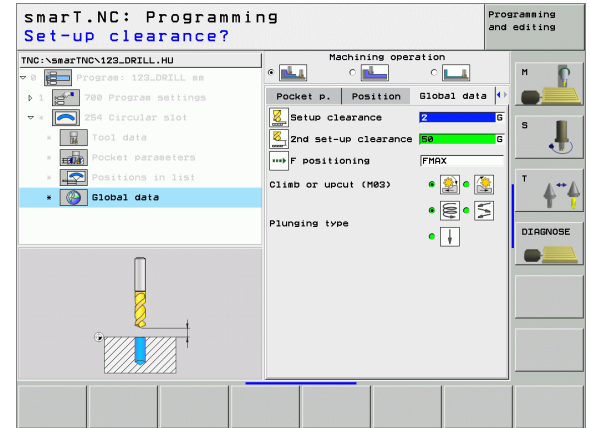 smarT.NC: Programming
Set-up clearance?
Programming
and editing
TNC:\smarTNC\123_DRILL.HU
0 Program: 123_DRILL mm
1 700 Program settings
* 254 Circular slot
* Tool data
* Pocket parameters
* Positions in list
* Global data
Machining operation
Pocket p. Position Global data
Setup clearance 2 G
2nd set-up clearance 50 G
F positioning FMAX
Climb or upcut (M03)
Plunging type
M
S
T
DIAGNOSE